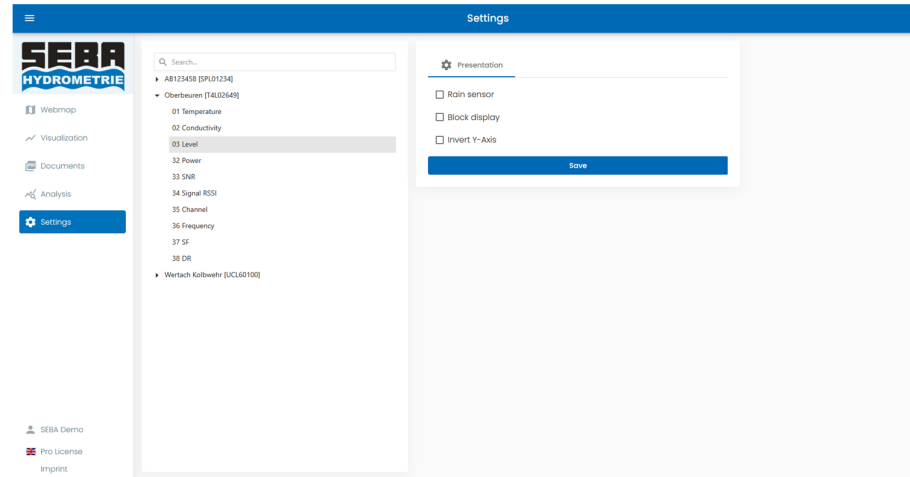 Settings
SEBA
HYDROMETRIE
Webmap
Visualization
Documents
Analysis
Settings
SEBA Demo
Pro License
Imprint
Search...
AB123458 [SPL01234]
Oberbeuren [T4L02649]
01 Temperature
02 Conductivity
03 Level
32 Power
33 SNR
34 Signal RSSI
35 Channel
36 Frequency
37 SF
38 DR
Wertach Kolbwehr [UCL60100]
Presentation
Rain sensor
Block display
Invert Y-Axis
Save